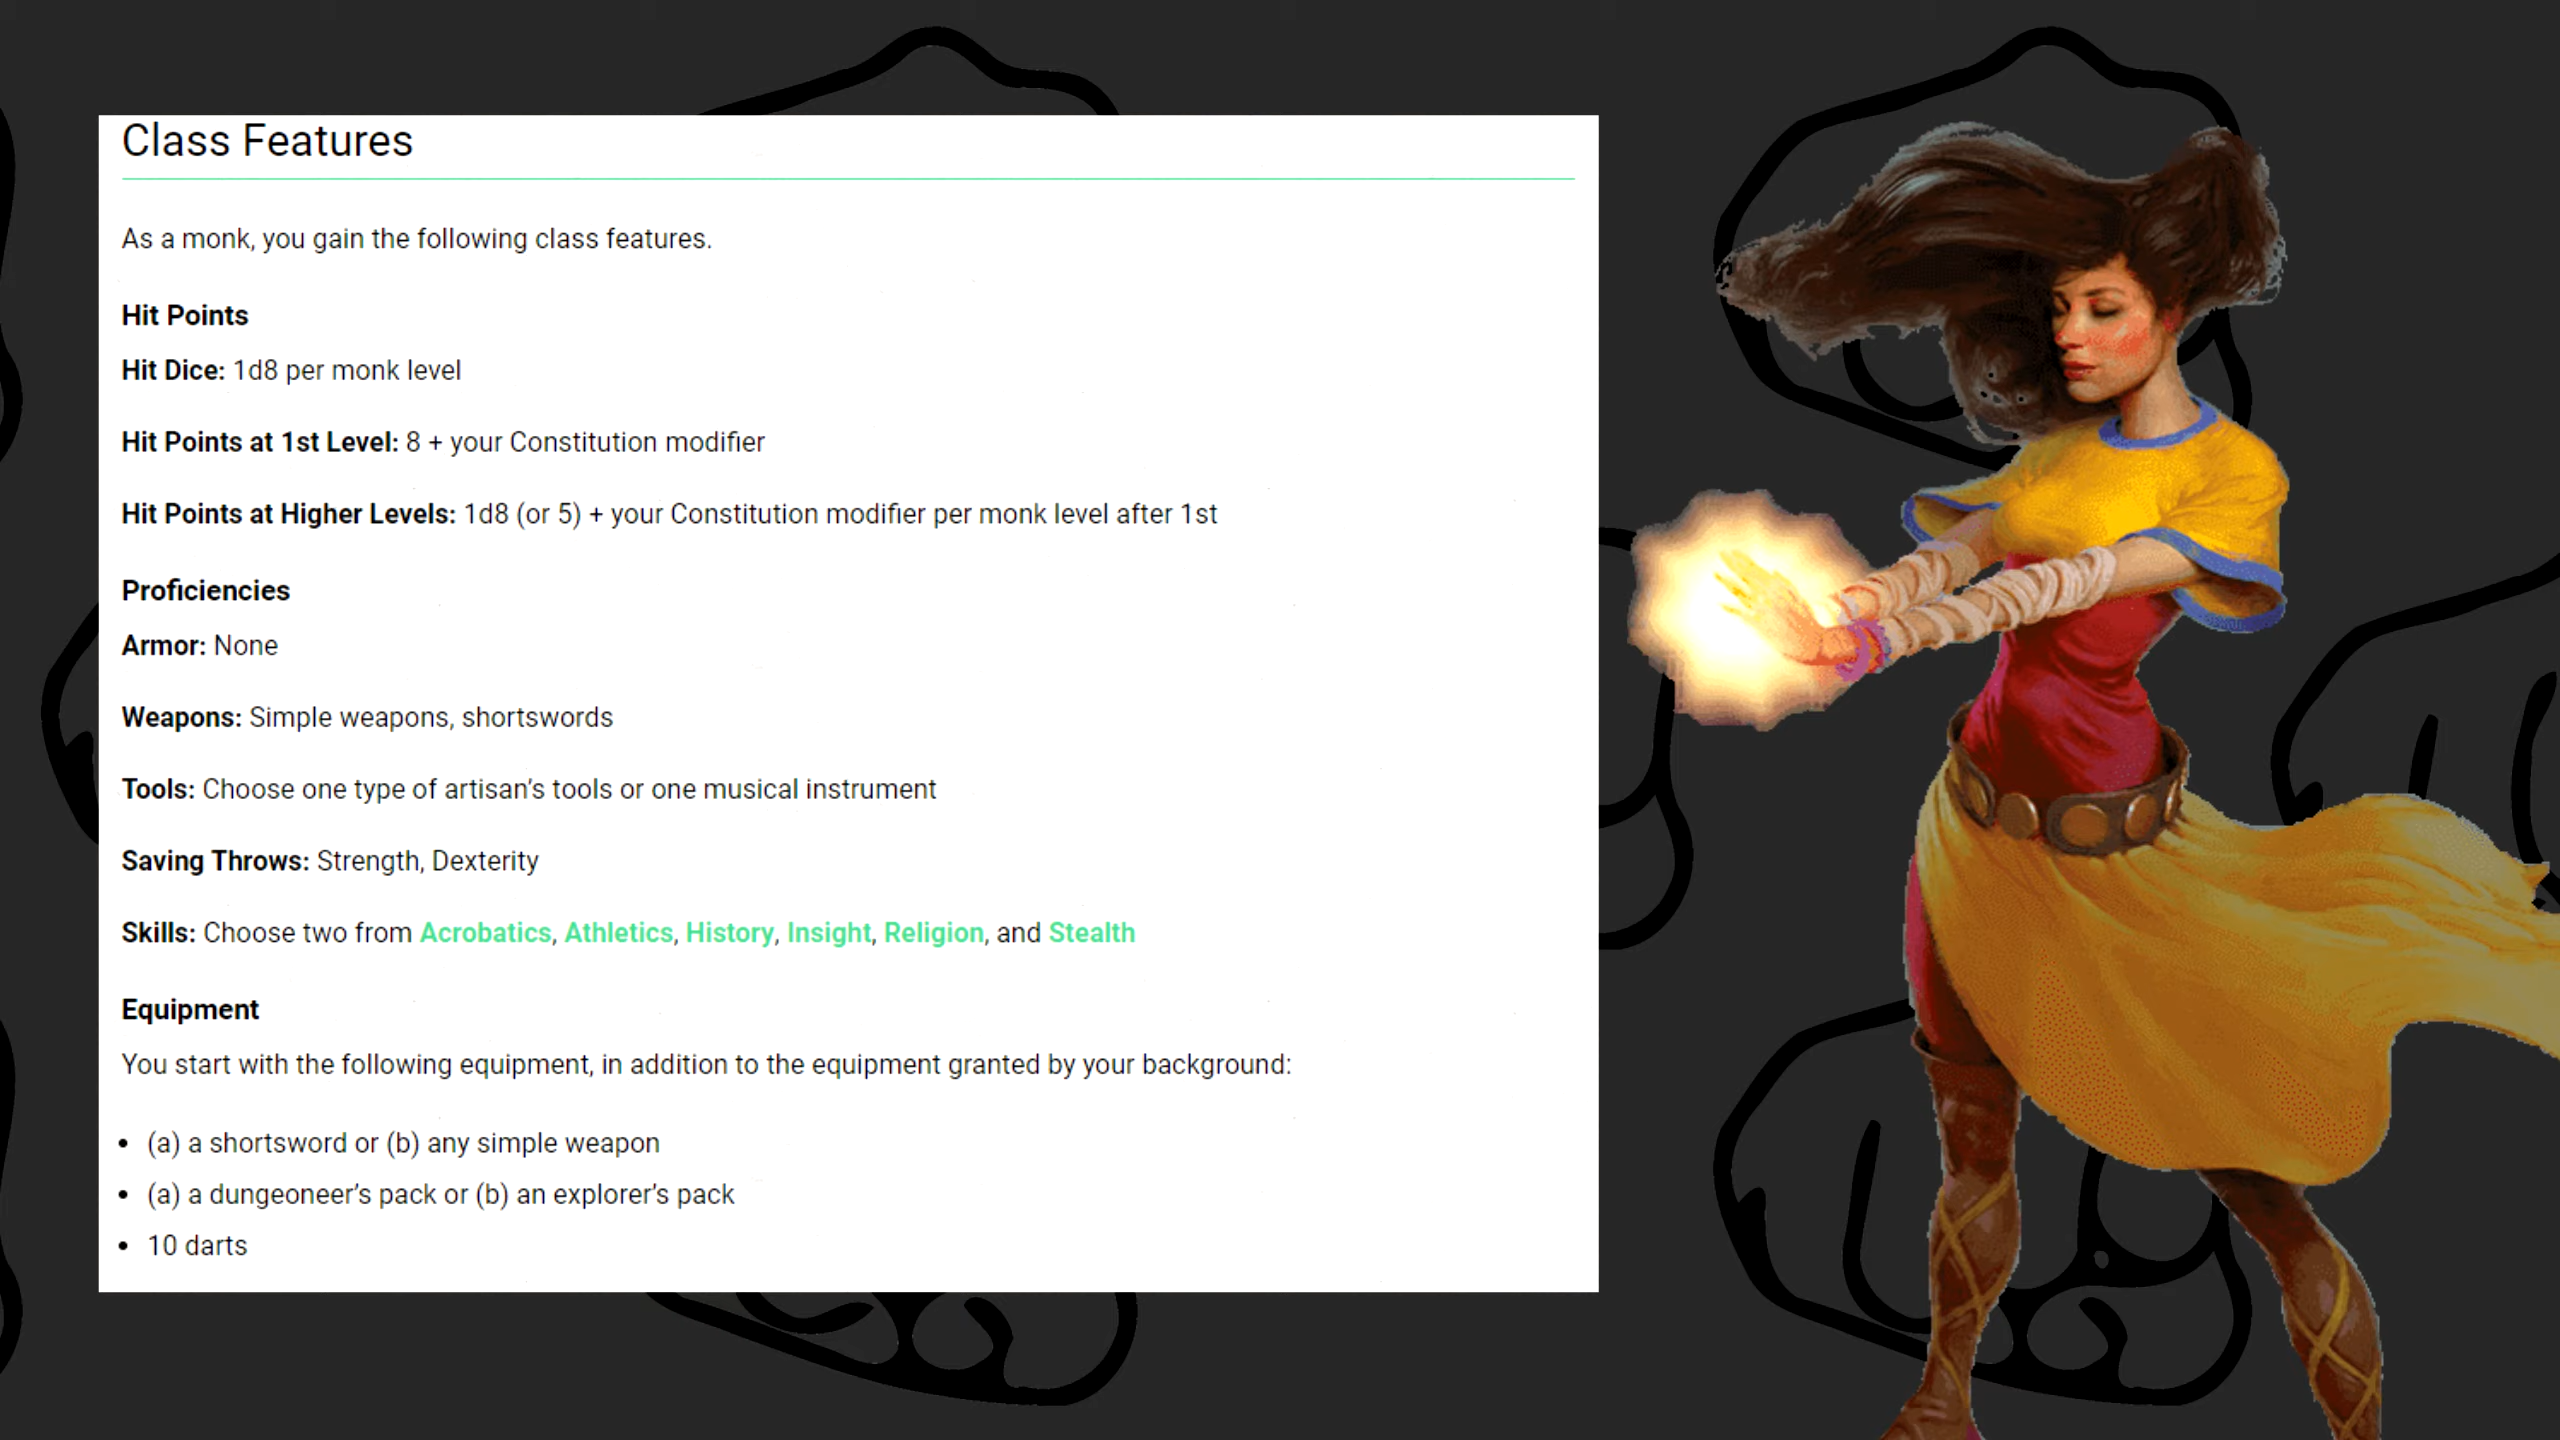 Class Features
As a monk, you gain the following class features.
Hit Points
Hit Dice: 1d8 per monk level
Hit Points at 1st Level: 8 + your Constitution modifier
Hit Points at Higher Levels: 1d8 (or 5) + your Constitution modifier per monk level after 1st
Proficiencies
Armor: None
Weapons: Simple weapons, shortswords
Tools: Choose one type of artisan’s tools or one musical instrument
Saving Throws: Strength, Dexterity
Skills: Choose two from Acrobatics, Athletics, History, Insight, Religion, and Stealth
Equipment
You start with the following equipment, in addition to the equipment granted by your background:
• (a) a shortsword or (b) any simple weapon
• (a) a dungeoneer’s pack or (b) an explorer’s pack
• 10 darts